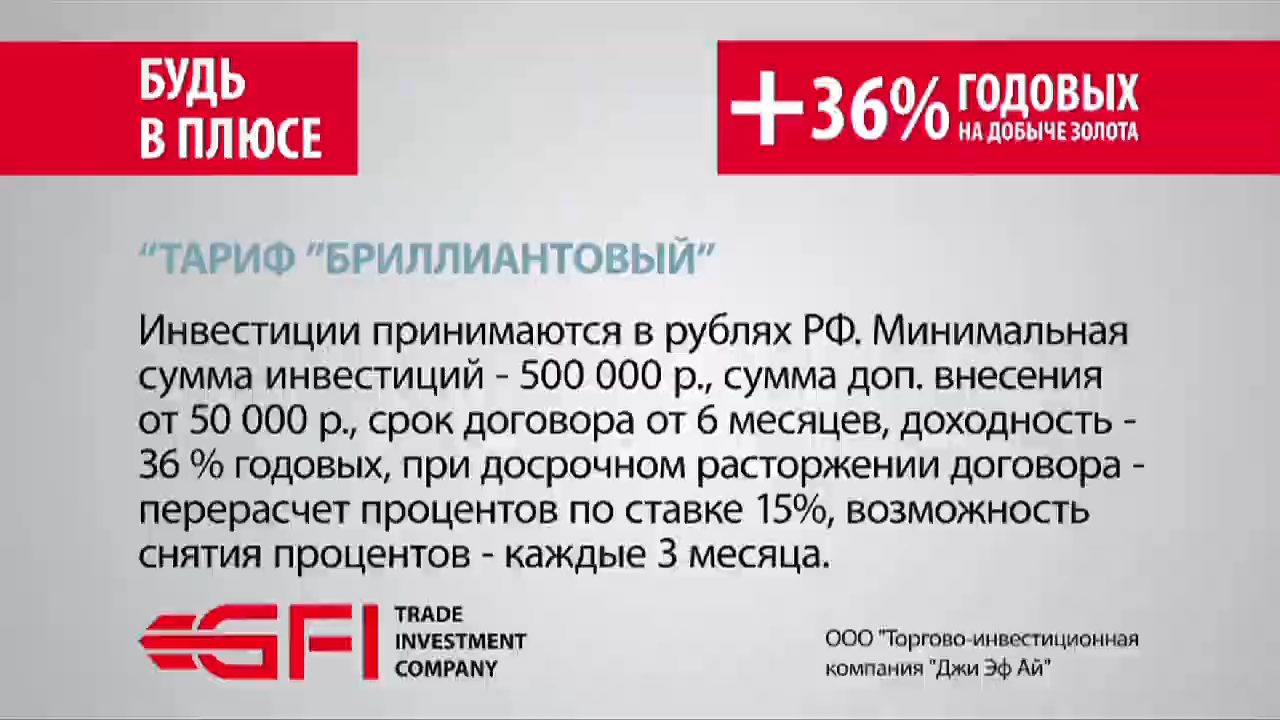 БУДЬ
В ПЛЮСЕ
+36% ГОДОВЫХ
НА ДОБЫЧЕ ЗОЛОТА
“ТАРИФ ”БРИЛЛИАНТОВЫЙ”
Инвестиции принимаются в рублях РФ. Минимальная
сумма инвестиций - 500 000 р., сумма доп. внесения
от 50 000 р., срок договора от 6 месяцев, доходность -
36 % годовых, при досрочном расторжении договора -
перерасчет процентов по ставке 15%, возможность
снятия процентов - каждые 3 месяца.
GFI
TRADE
INVESTMENT
COMPANY
ООО "Торгово-инвестиционная
компания "Джи Эф Ай"